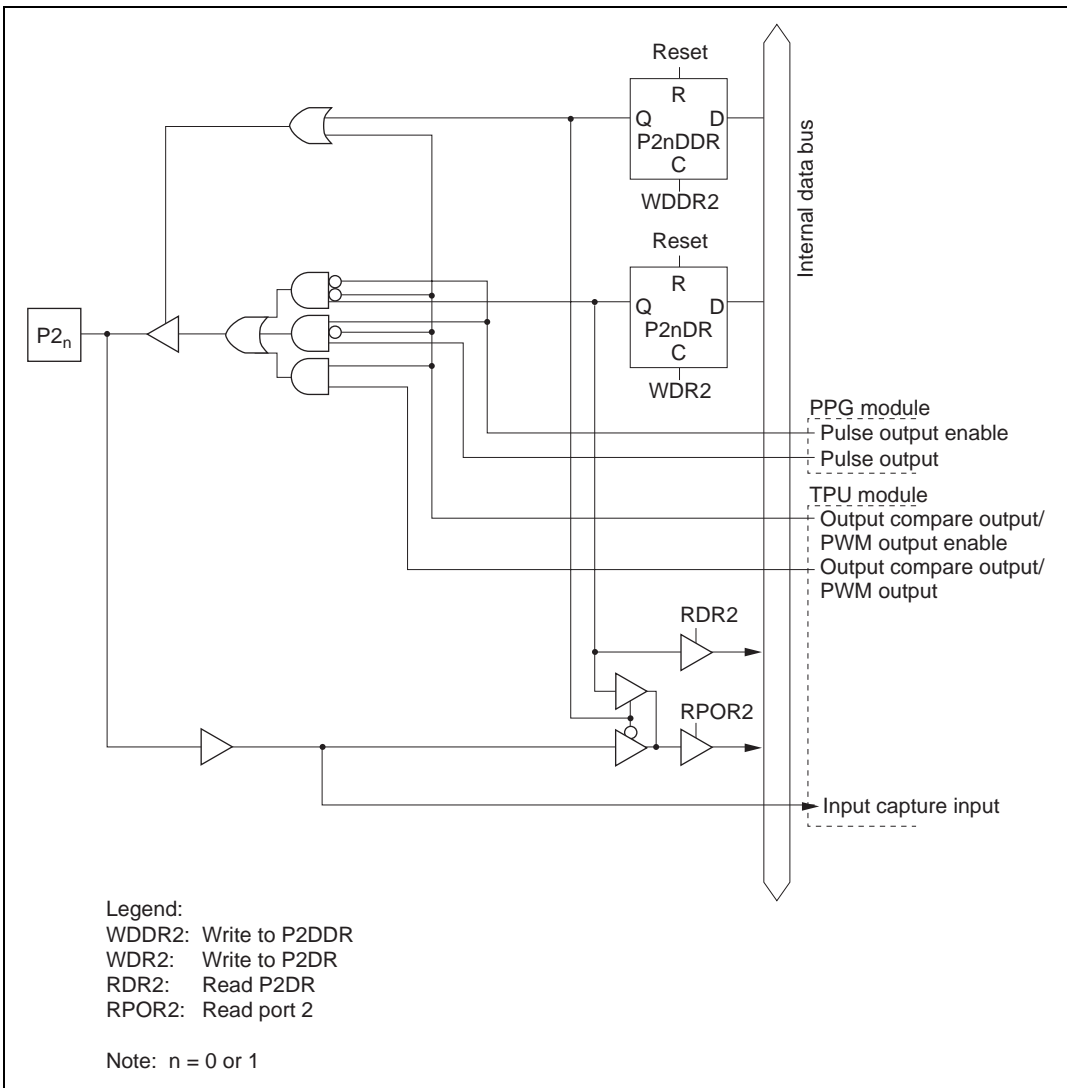 Reset
R
Q D
P2nDDR
C
WDDR2
Internal data bus
Reset
R
Q D
P2nDR
C
WDR2
P2n
PPG module
Pulse output enable
Pulse output
TPU module
Output compare output/
PWM output enable
Output compare output/
PWM output
RDR2
RPOR2
Input capture input
Legend:
WDDR2: Write to P2DDR
WDR2: Write to P2DR
RDR2: Read P2DR
RPOR2: Read port 2
Note: n = 0 or 1